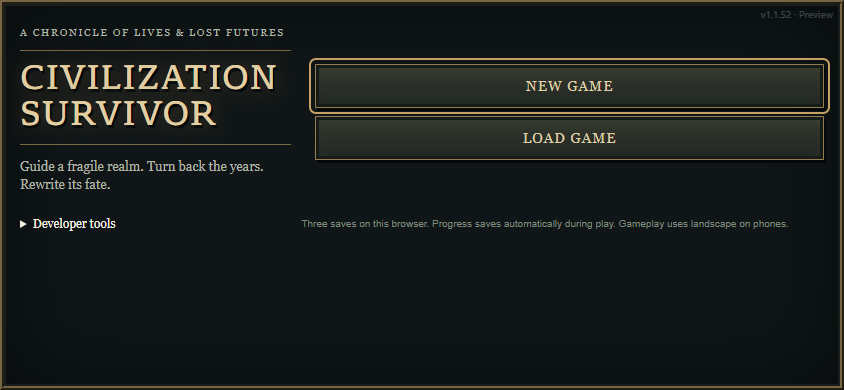 v1.1.52 · Preview
A CHRONICLE OF LIVES & LOST FUTURES
CIVILIZATION
SURVIVOR
Guide a fragile realm. Turn back the years.
Rewrite its fate.
Developer tools
NEW GAME
LOAD GAME
Three saves on this browser. Progress saves automatically during play. Gameplay uses landscape on phones.